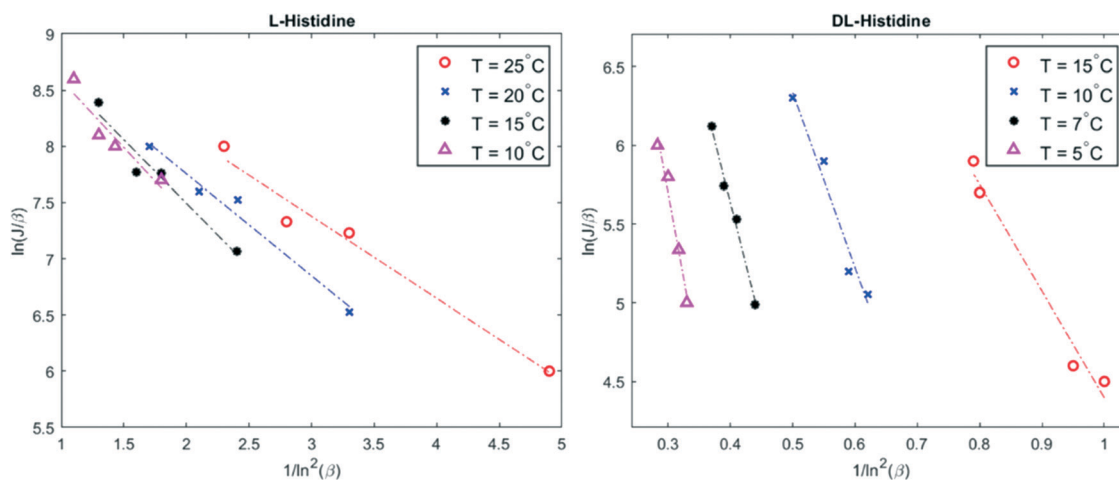 L-Histidine
ln(J/β)
9
8.5
8
7.5
7
6.5
6
5.5
1
1.5
2
2.5
3
3.5
4
4.5
5
1/ln²(β)
T = 25°C
T = 20°C
T = 15°C
T = 10°C
DL-Histidine
ln(J/β)
6.5
6
5.5
5
4.5
0.3
0.4
0.5
0.6
0.7
0.8
0.9
1
1/ln²(β)
T = 15°C
T = 10°C
T = 7°C
T = 5°C